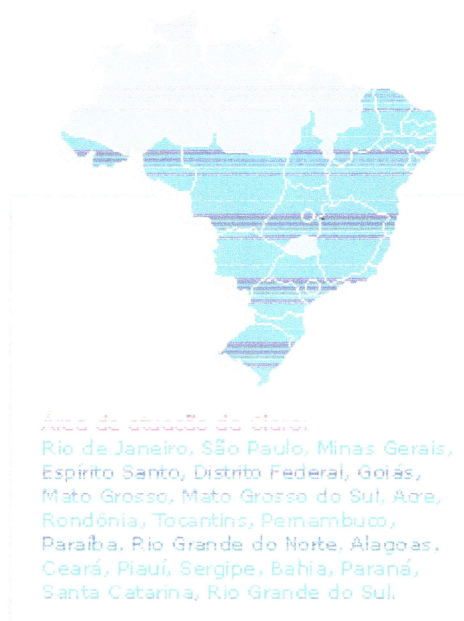 Área de atuação da Claro:
Rio de Janeiro, São Paulo, Minas Gerais,
Espírito Santo, Distrito Federal, Goiás,
Mato Grosso, Mato Grosso do Sul, Acre,
Rondônia, Tocantins, Pernambuco,
Paraíba, Rio Grande do Norte, Alagoas,
Ceará, Piauí, Sergipe, Bahia, Paraná,
Santa Catarina, Rio Grande do Sul.